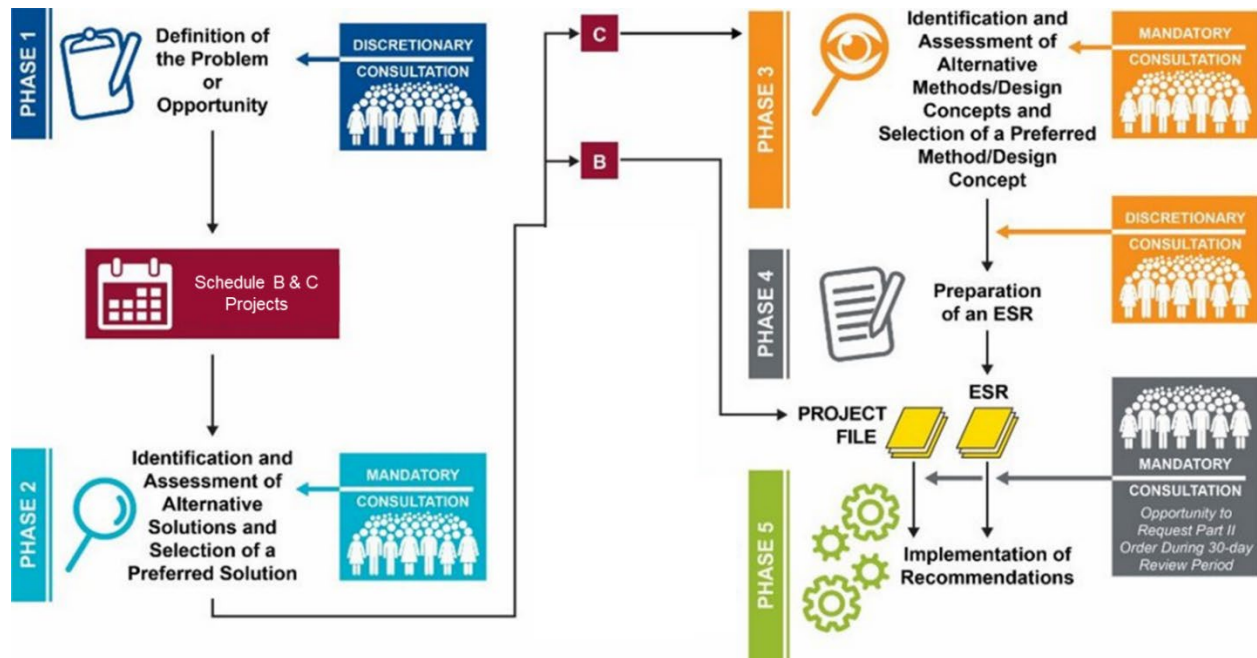 PHASE 1
Definition of
the Problem
or
Opportunity
DISCRETIONARY
CONSULTATION
Schedule B & C
Projects
PHASE 2
Identification and
Assessment of
Alternative
Solutions and
Selection of a
Preferred Solution
MANDATORY
CONSULTATION
C
B
PHASE 3
Identification and
Assessment of
Alternative
Methods/Design
Concepts and
Selection of a Preferred
Method/Design
Concept
MANDATORY
CONSULTATION
DISCRETIONARY
CONSULTATION
PHASE 4
Preparation
of an ESR
ESR
PROJECT
FILE
MANDATORY
CONSULTATION
Opportunity to
Request Part II
Order During 30-day
Review Period
PHASE 5
Implementation of
Recommendations